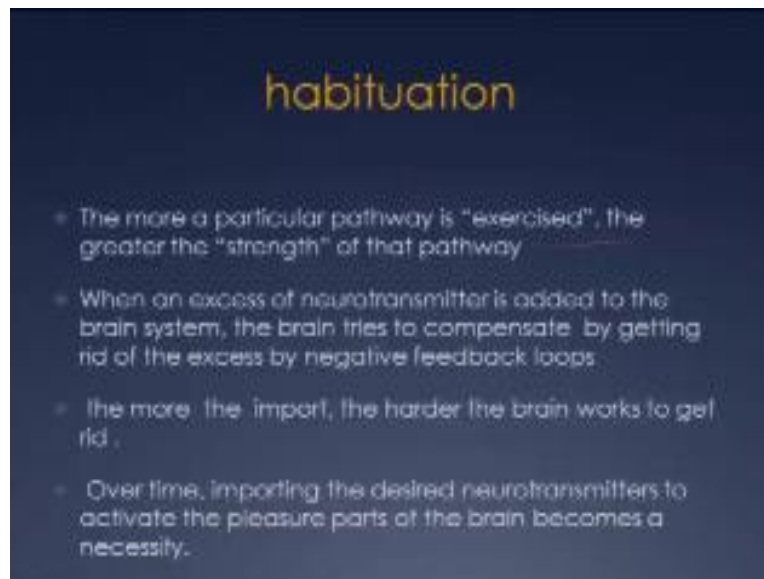 habituation
The more a particular pathway is "exercised", the
greater the "strength" of that pathway
When an excess of neurotransmitter is added to the
brain system, the brain tries to compensate by getting
rid of the excess by negative feedback loops
the more the import, the harder the brain works to get
rid .
Over time, importing the desired neurotransmitters to
activate the pleasure parts of the brain becomes a
necessity.